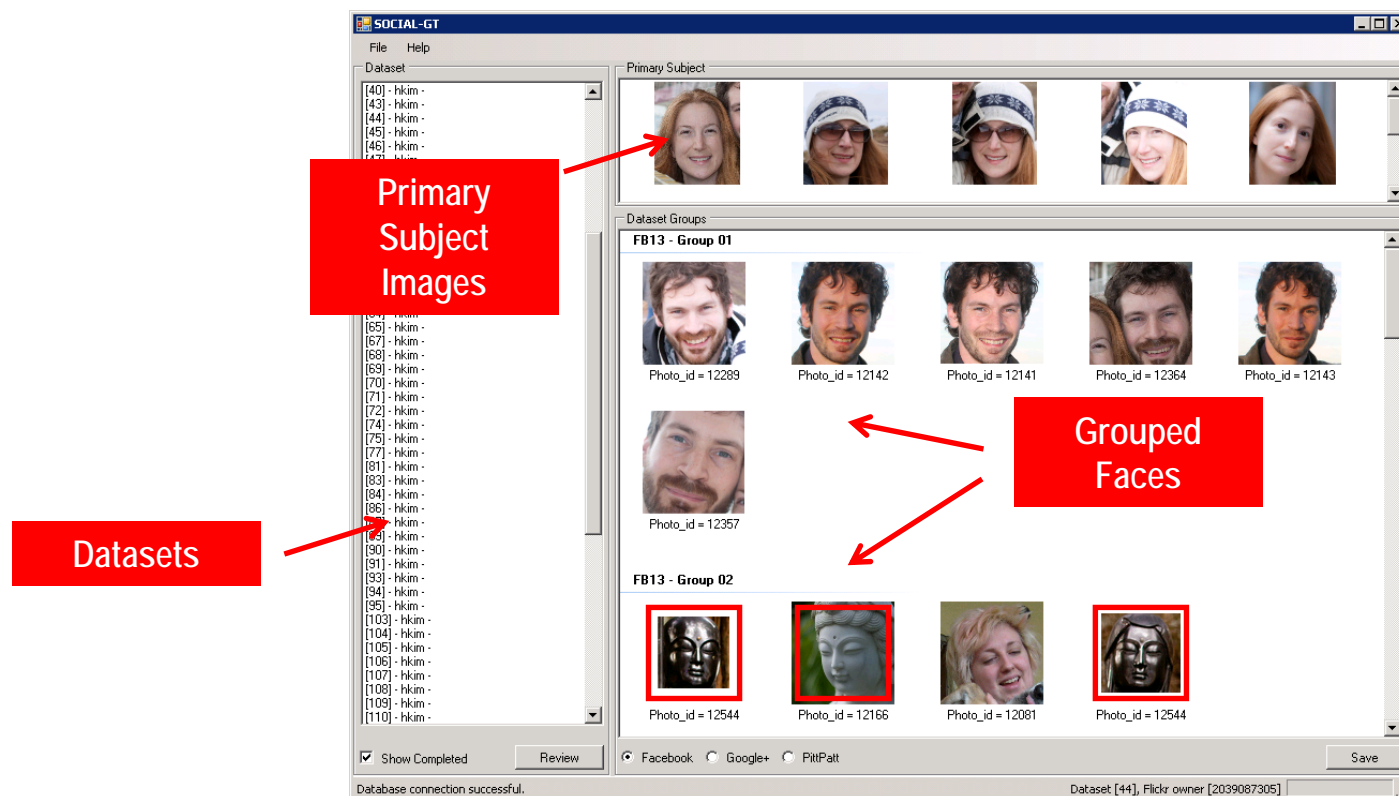 SOCIAL-GT
File Help
Dataset
[40] - hkim -
[43] - hkim -
[44] - hkim -
[45] - hkim -
[46] - hkim -
[47] - hkim -
Primary
Subject
Images
[65] - hkim -
[67] - hkim -
[68] - hkim -
[69] - hkim -
[70] - hkim -
[71] - hkim -
[72] - hkim -
[74] - hkim -
[75] - hkim -
[77] - hkim -
[81] - hkim -
[83] - hkim -
[84] - hkim -
[86] - hkim -
- hkim -
[89] - hkim -
[90] - hkim -
[91] - hkim -
[93] - hkim -
[94] - hkim -
[95] - hkim -
[103] - hkim -
[104] - hkim -
[105] - hkim -
[106] - hkim -
[107] - hkim -
[108] - hkim -
[109] - hkim -
[110] - hkim -
Datasets
Show Completed Review
Primary Subject
Dataset Groups
FB13 - Group 01
Photo_id = 12289 Photo_id = 12142 Photo_id = 12141 Photo_id = 12364 Photo_id = 12143
Grouped
Faces
Photo_id = 12357
FB13 - Group 02
Photo_id = 12544 Photo_id = 12166 Photo_id = 12081 Photo_id = 12544
Facebook Google+ PittPatt Save
Database connection successful. Dataset [44], Flickr owner [2039087305]